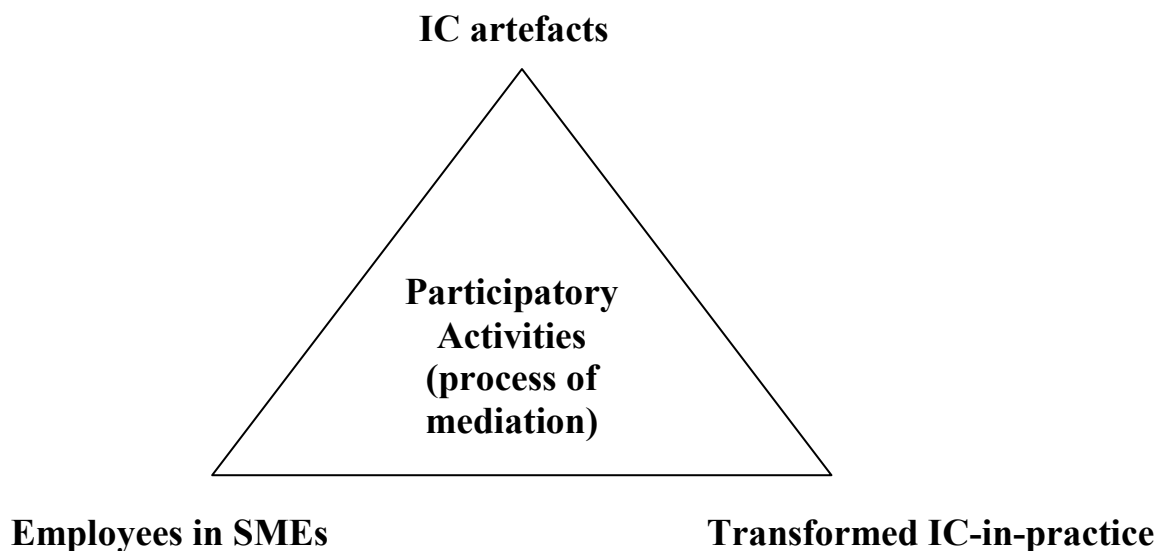 IC artefacts
Participatory
Activities
(process of
mediation)
Employees in SMEs
Transformed IC-in-practice